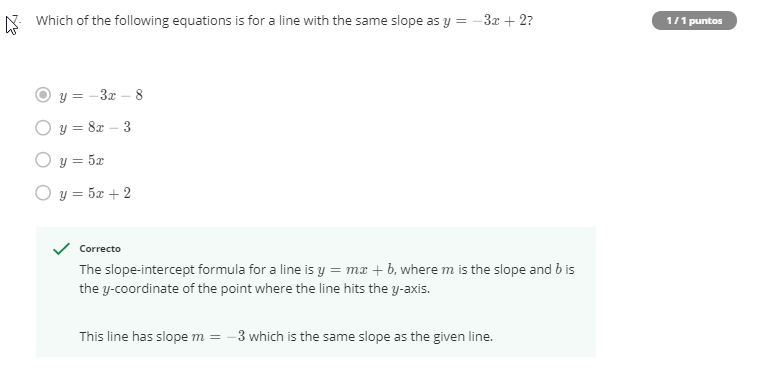 Which of the following equations is for a line with the same slope as y = −3x + 2?
1 / 1 puntos
y = −3x − 8
y = 8x − 3
y = 5x
y = 5x + 2
Correcto
The slope-intercept formula for a line is y = mx + b, where m is the slope and b is
the y-coordinate of the point where the line hits the y-axis.
This line has slope m = −3 which is the same slope as the given line.